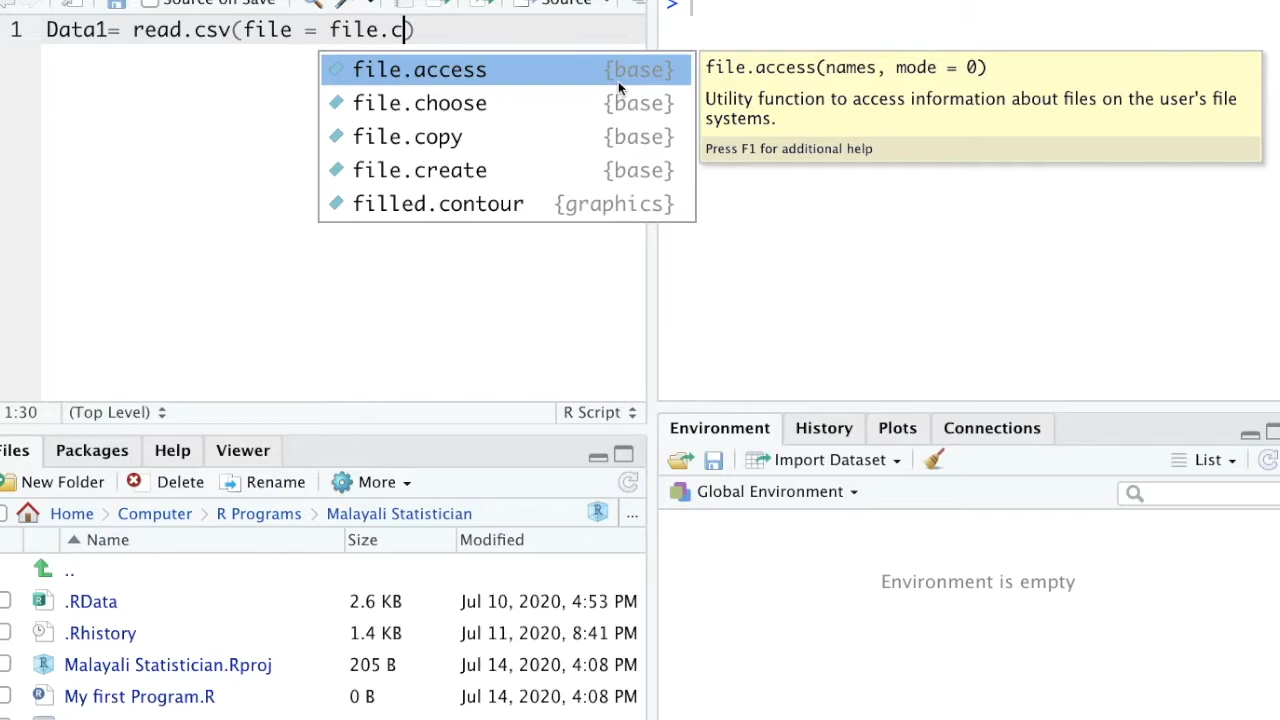 Source on Save
Source
>
1 Data1= read.csv(file = file.c)
file.access {base}
file.choose {base}
file.copy {base}
file.create {base}
filled.contour {graphics}
file.access(names, mode = 0)
Utility function to access information about files on the user's file
systems.
Press F1 for additional help
1:30 (Top Level) R Script
Files Packages Help Viewer
New Folder Delete Rename More
Home > Computer > R Programs > Malayali Statistician ...
Name Size Modified
..
.RData 2.6 KB Jul 10, 2020, 4:53 PM
.Rhistory 1.4 KB Jul 11, 2020, 8:41 PM
Malayali Statistician.Rproj 205 B Jul 14, 2020, 4:08 PM
My first Program.R 0 B Jul 14, 2020, 4:08 PM
Environment History Plots Connections
Import Dataset List
Global Environment
Environment is empty